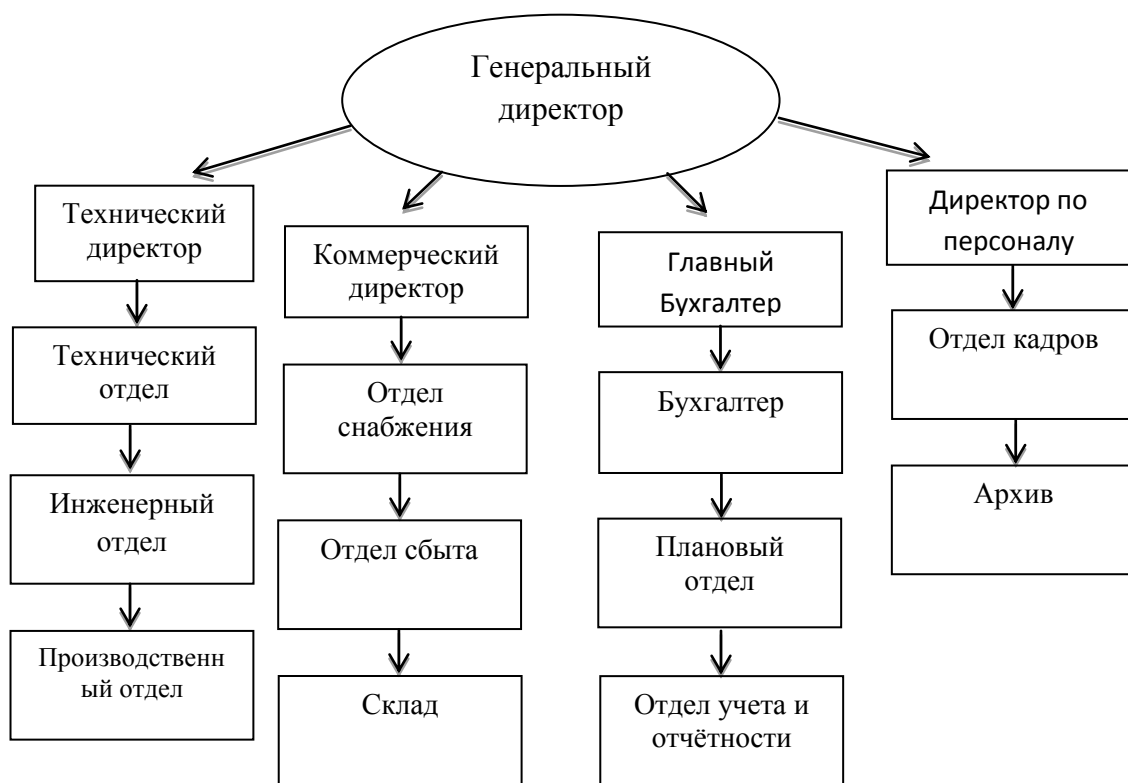 Генеральный
директор
Технический
директор
Технический
отдел
Инженерный
отдел
Производственн
ый отдел
Коммерческий
директор
Отдел
снабжения
Отдел сбыта
Склад
Главный
Бухгалтер
Бухгалтер
Плановый
отдел
Отдел учета и
отчётности
Директор по
персоналу
Отдел кадров
Архив